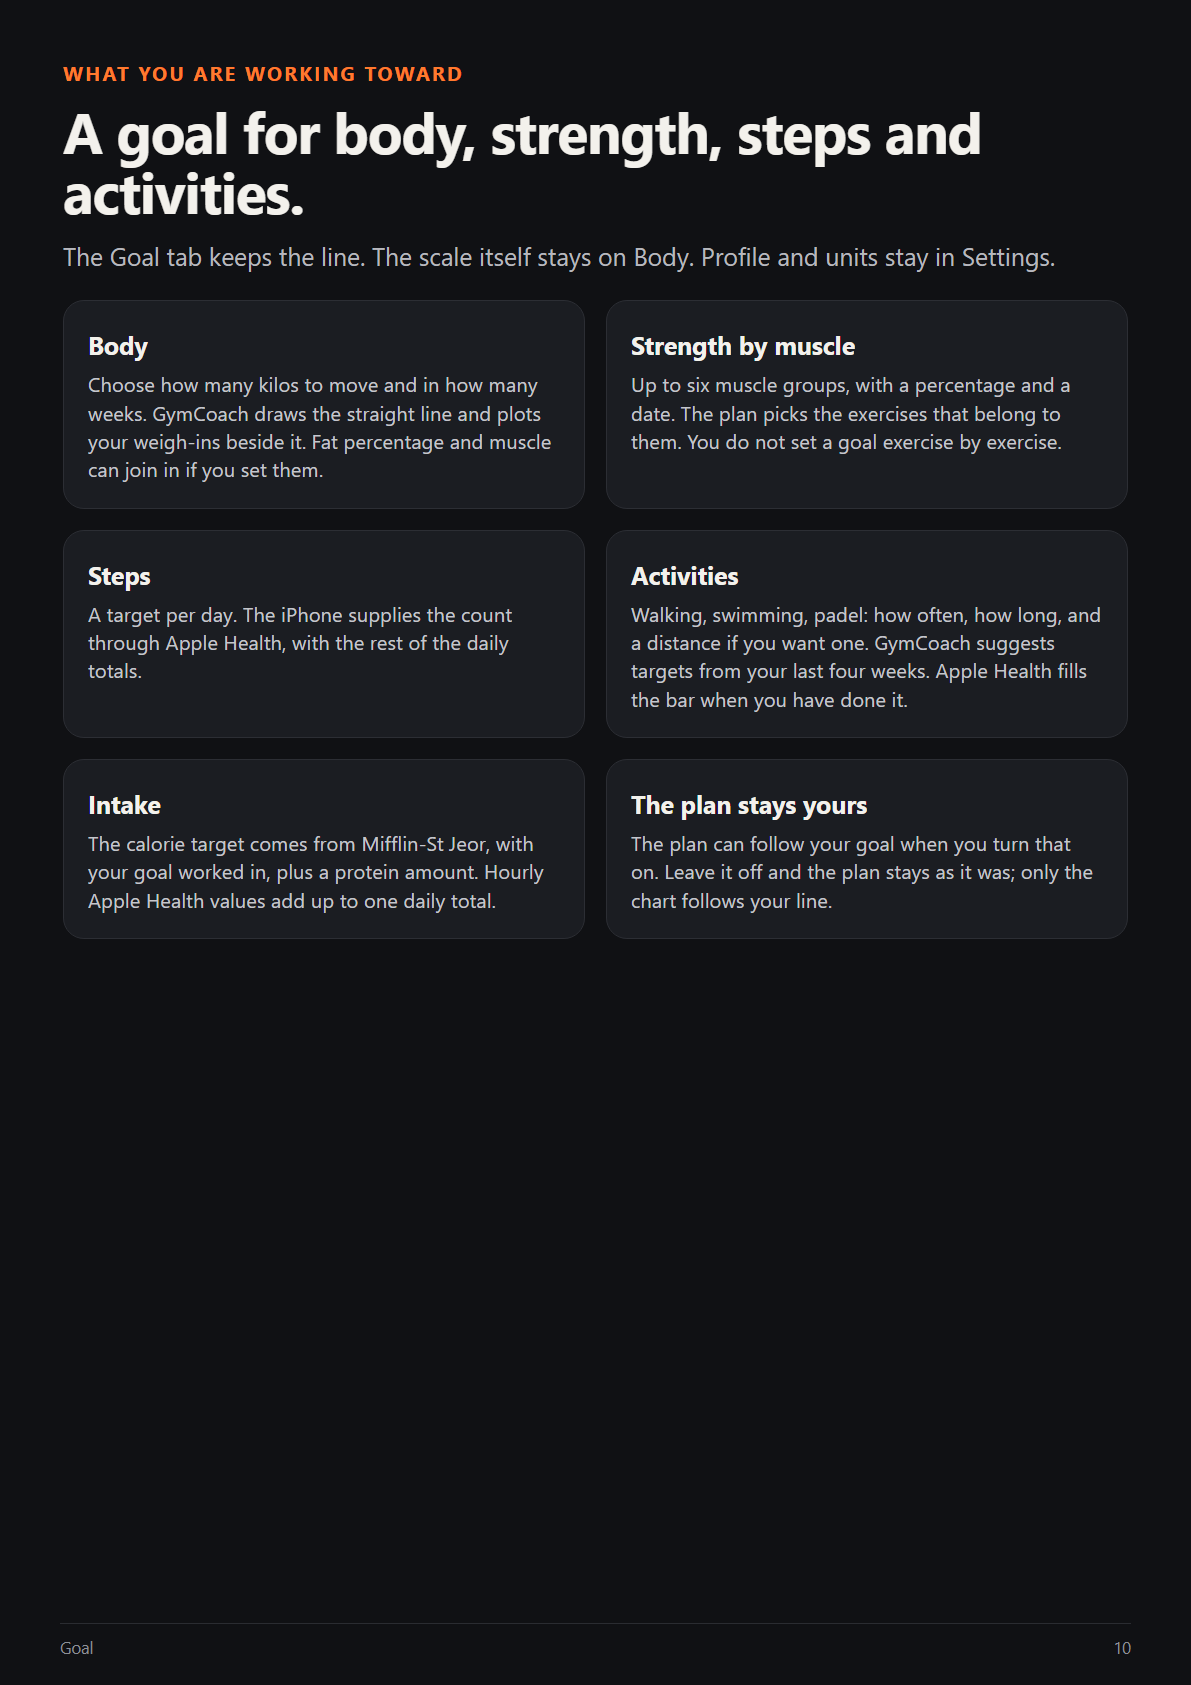 WHAT YOU ARE WORKING TOWARD
A goal for body, strength, steps and
activities.
The Goal tab keeps the line. The scale itself stays on Body. Profile and units stay in Settings.
Body
Choose how many kilos to move and in how many
weeks. GymCoach draws the straight line and plots
your weigh-ins beside it. Fat percentage and muscle
can join in if you set them.
Strength by muscle
Up to six muscle groups, with a percentage and a
date. The plan picks the exercises that belong to
them. You do not set a goal exercise by exercise.
Steps
A target per day. The iPhone supplies the count
through Apple Health, with the rest of the daily
totals.
Activities
Walking, swimming, padel: how often, how long, and
a distance if you want one. GymCoach suggests
targets from your last four weeks. Apple Health fills
the bar when you have done it.
Intake
The calorie target comes from Mifflin-St Jeor, with
your goal worked in, plus a protein amount. Hourly
Apple Health values add up to one daily total.
The plan stays yours
The plan can follow your goal when you turn that
on. Leave it off and the plan stays as it was; only the
chart follows your line.
Goal
10